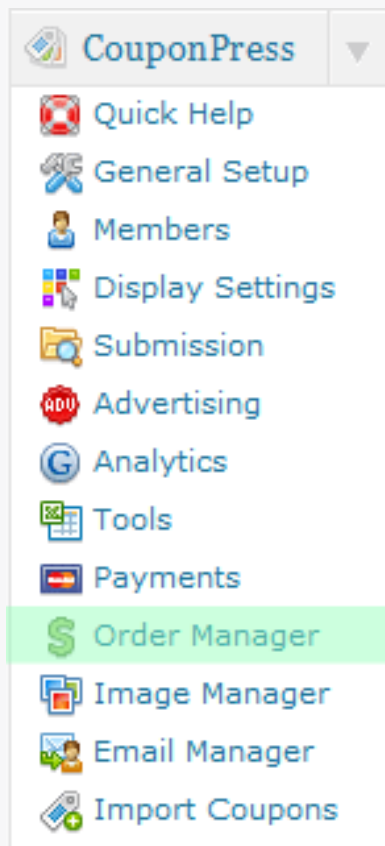 CouponPress
Quick Help
General Setup
Members
Display Settings
Submission
ADV Advertising
G Analytics
Tools
Payments
$ Order Manager
Image Manager
Email Manager
Import Coupons